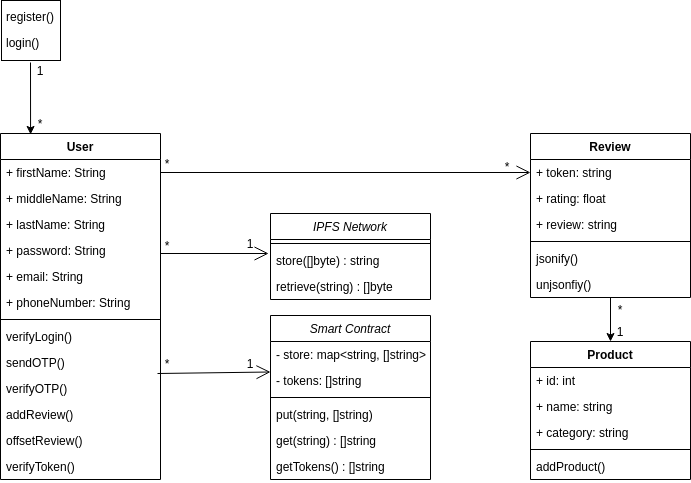 register()
login()
1
*
User
+ firstName: String
+ middleName: String
+ lastName: String
+ password: String
+ email: String
+ phoneNumber: String
verifyLogin()
sendOTP()
verifyOTP()
addReview()
offsetReview()
verifyToken()
*
*
*
1
*
1
IPFS Network
store([]byte) : string
retrieve(string) : []byte
Smart Contract
- store: map<string, []string>
- tokens: []string
put(string, []string)
get(string) : []string
getTokens() : []string
Review
+ token: string
+ rating: float
+ review: string
jsonify()
unjsonfiy()
*
1
Product
+ id: int
+ name: string
+ category: string
addProduct()